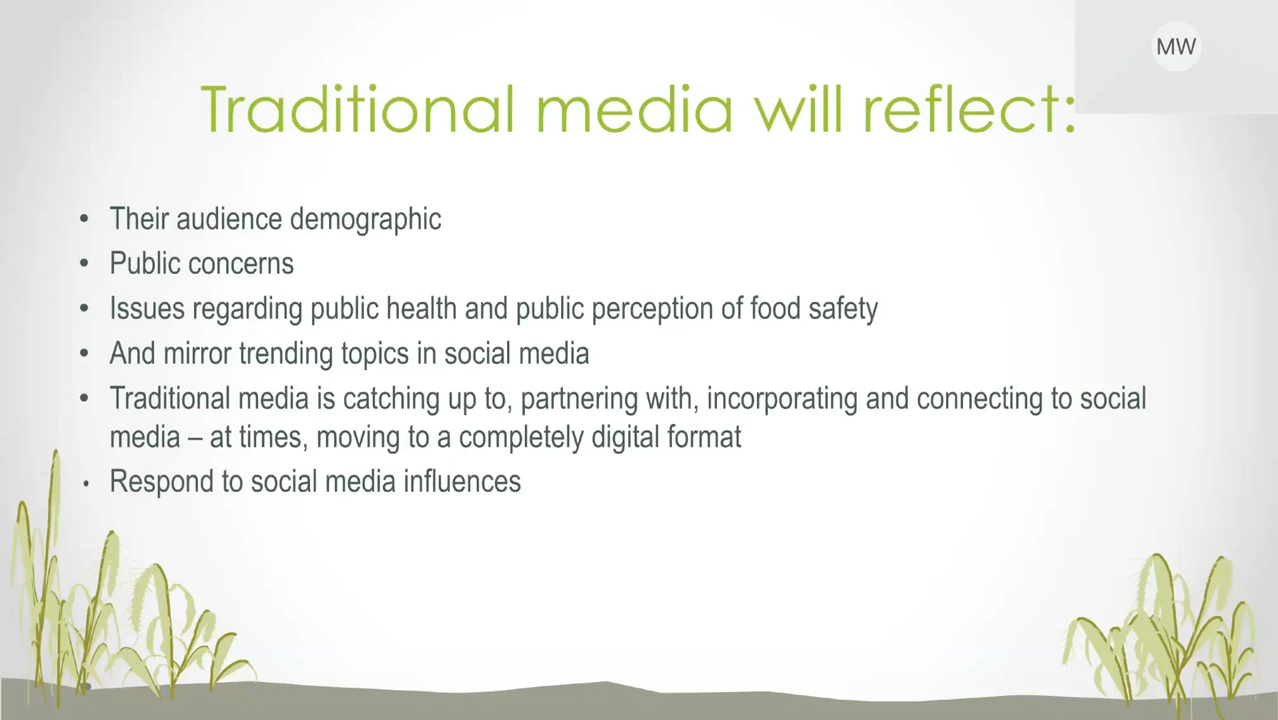 MW
Traditional media will reflect:
• Their audience demographic
• Public concerns
• Issues regarding public health and public perception of food safety
• And mirror trending topics in social media
• Traditional media is catching up to, partnering with, incorporating and connecting to social
media – at times, moving to a completely digital format
• Respond to social media influences